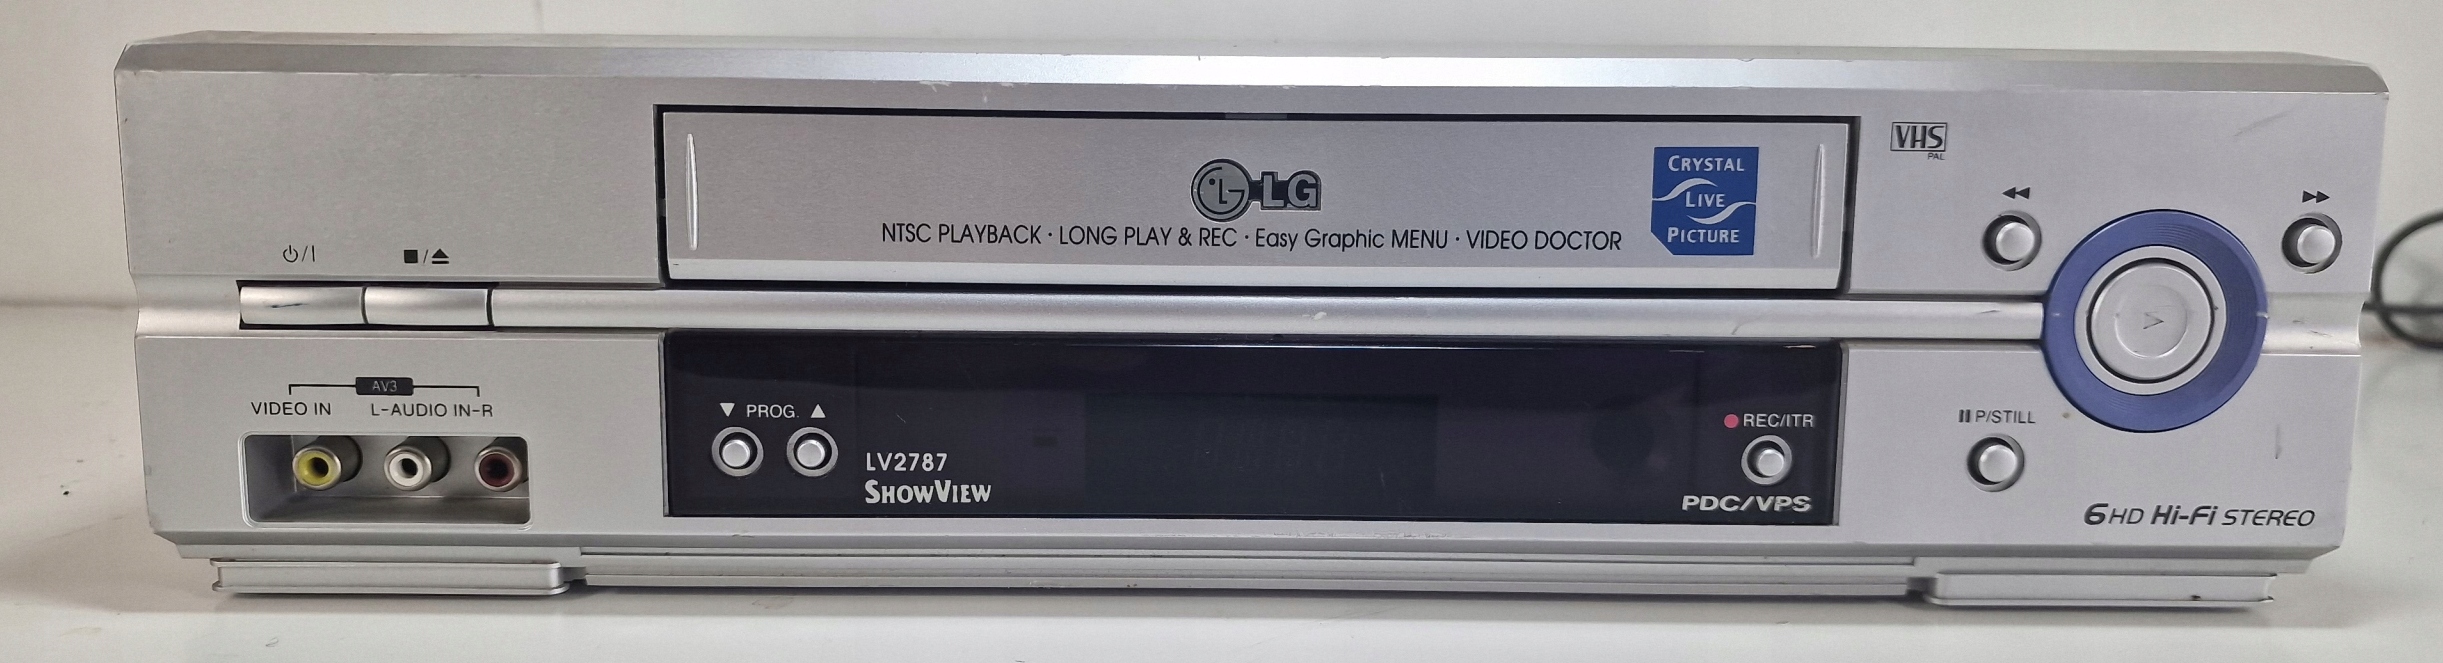 VHS
PAL
LG
CRYSTAL
LIVE
PICTURE
NTSC PLAYBACK · LONG PLAY & REC · Easy Graphic MENU · VIDEO DOCTOR
⏻/I
■/⏏
◀◀
▶▶
AV3
VIDEO IN
L-AUDIO IN-R
▼ PROG. ▲
LV2787
SHOWVIEW
● REC/ITR
PDC/VPS
II P/STILL
6HD Hi-Fi STEREO